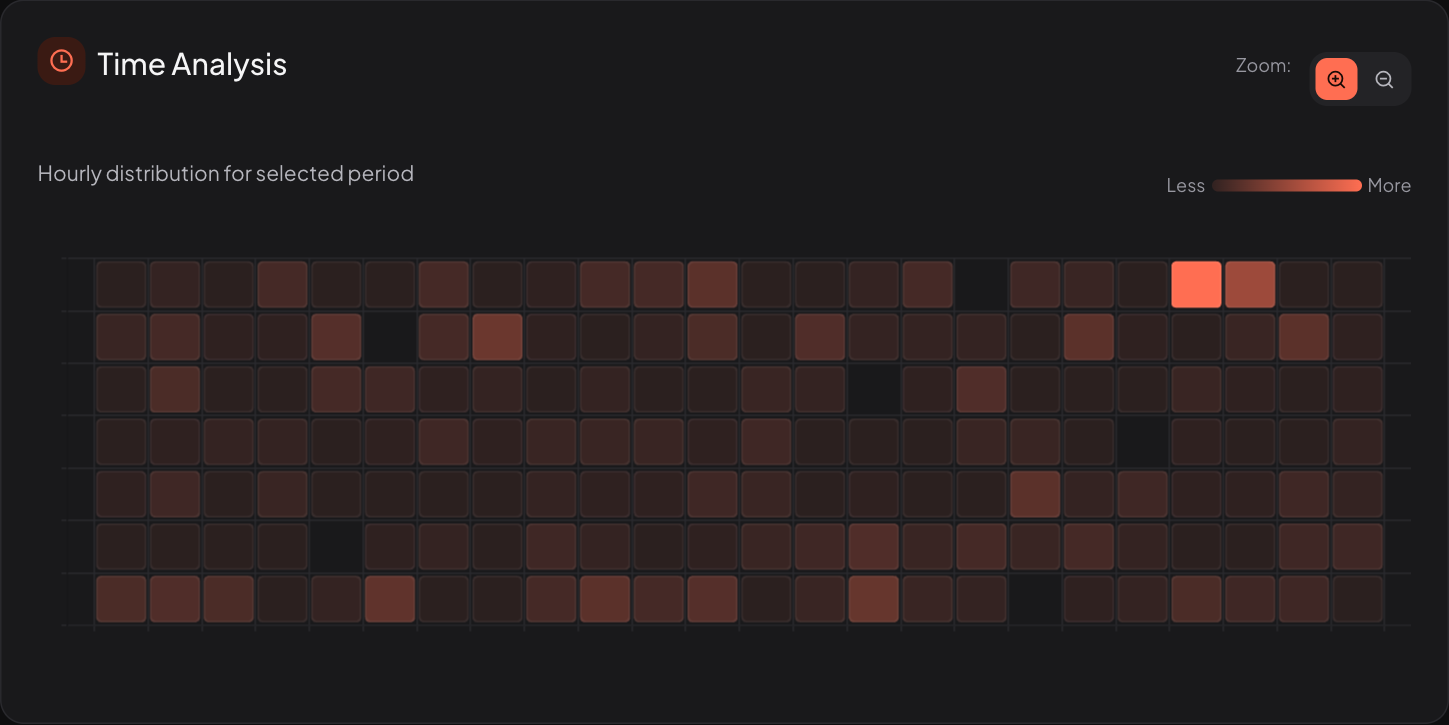 Time Analysis
Zoom:
Hourly distribution for selected period
Less
More